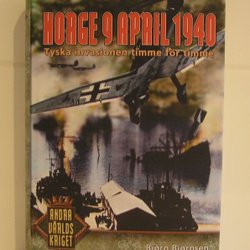 NORGE 9 APRIL 1940
Tyska invasionen timme för timme
ANDRA
VÄRLDS
KRIGET
Bjørn Bjørnsen